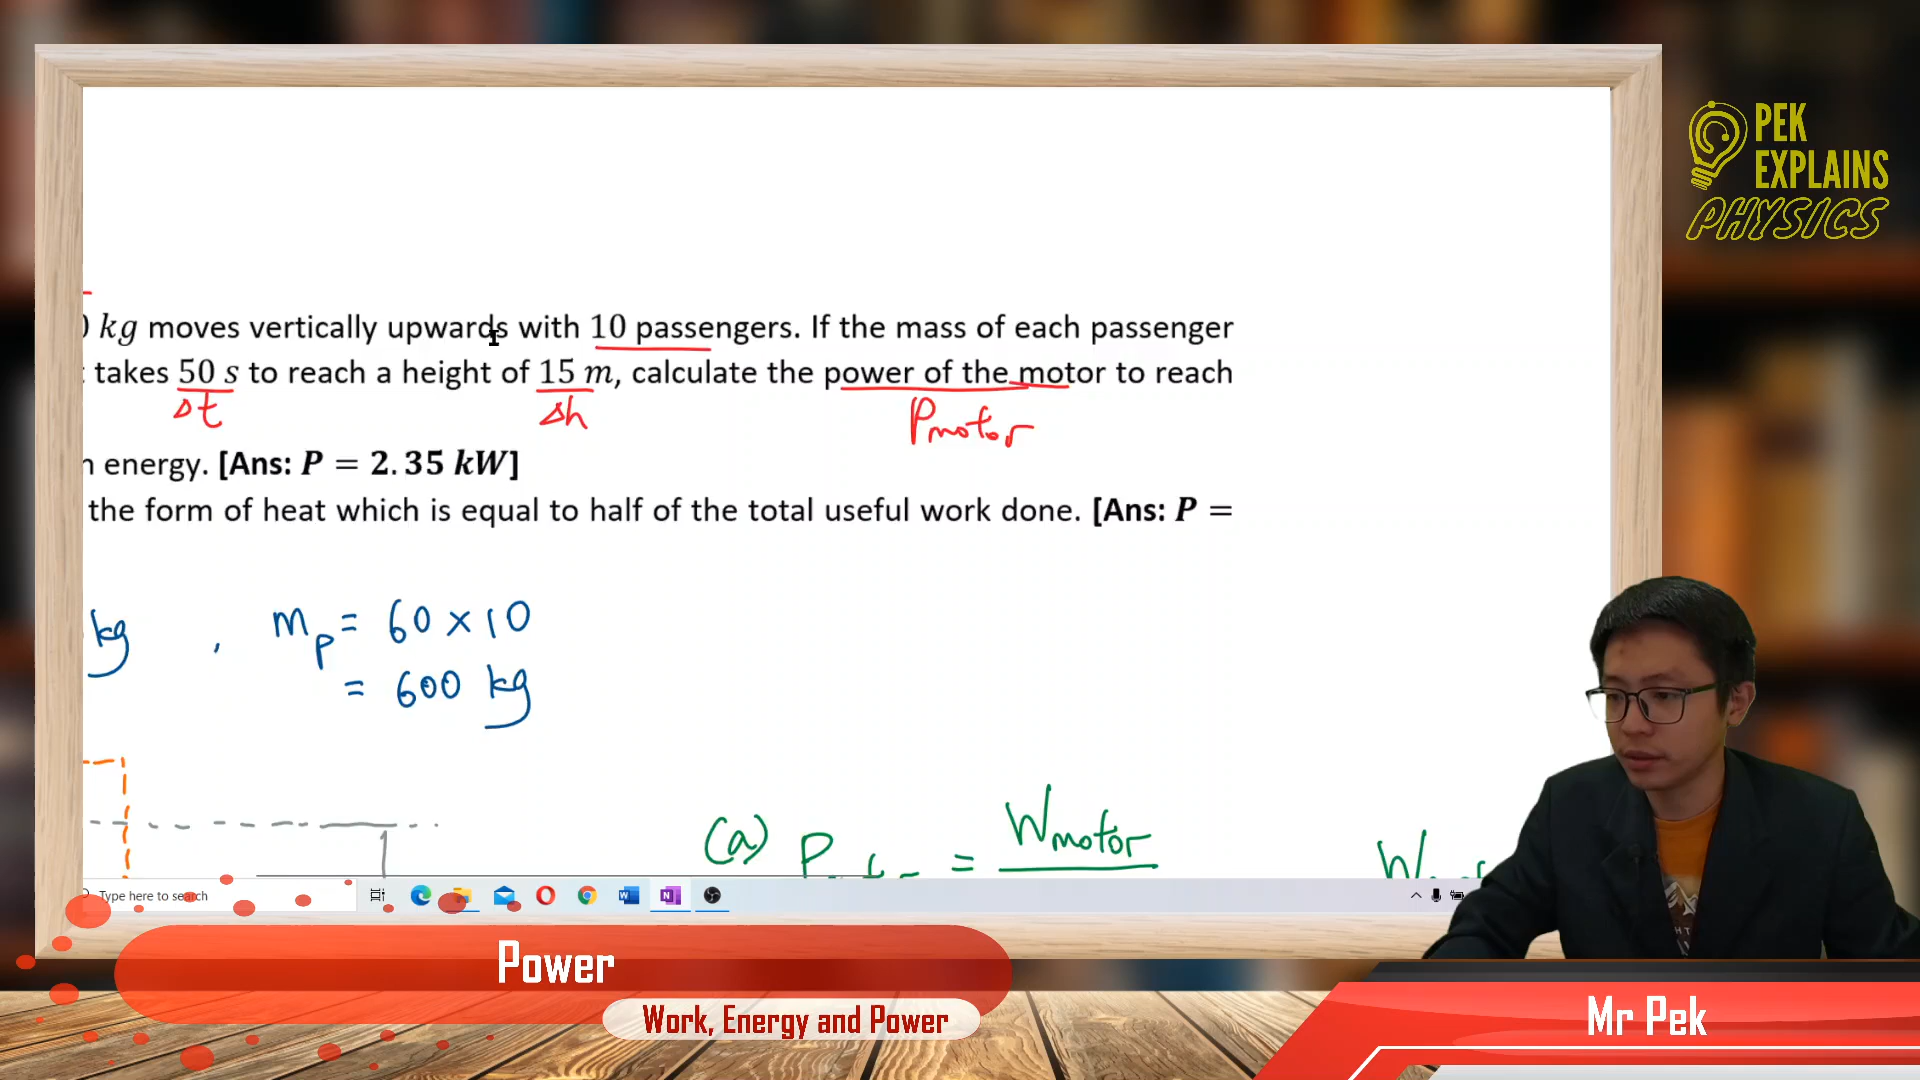 PEK
EXPLAINS
PHYSICS
kg moves vertically upwards with 10 passengers. If the mass of each passenger
takes 50 s to reach a height of 15 m, calculate the power of the motor to reach
Δt Δh Pmotor
energy. [Ans: P = 2.35 kW]
the form of heat which is equal to half of the total useful work done. [Ans: P =
kg , mp = 60 × 10
= 600 kg
(a) P = Wmotor
W
Type here to search
Power
Work, Energy and Power
Mr Pek